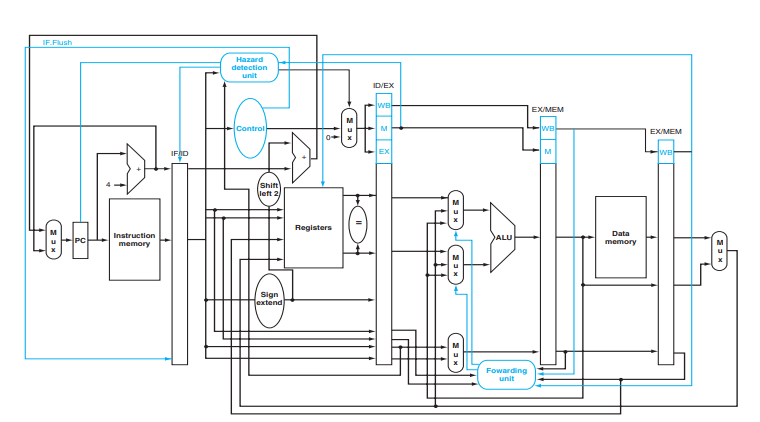 IF.Flush
Hazard
detection
unit
ID/EX
WB
EX/MEM
Control
M
u
x
0
M
WB
EX/MEM
IF/ID
+
EX
M
WB
+
4
Shift
left 2
M
u
x
PC
Instruction
memory
Registers
=
M
u
x
ALU
Data
memory
M
u
x
M
u
x
Sign
extend
M
u
x
Fowarding
unit